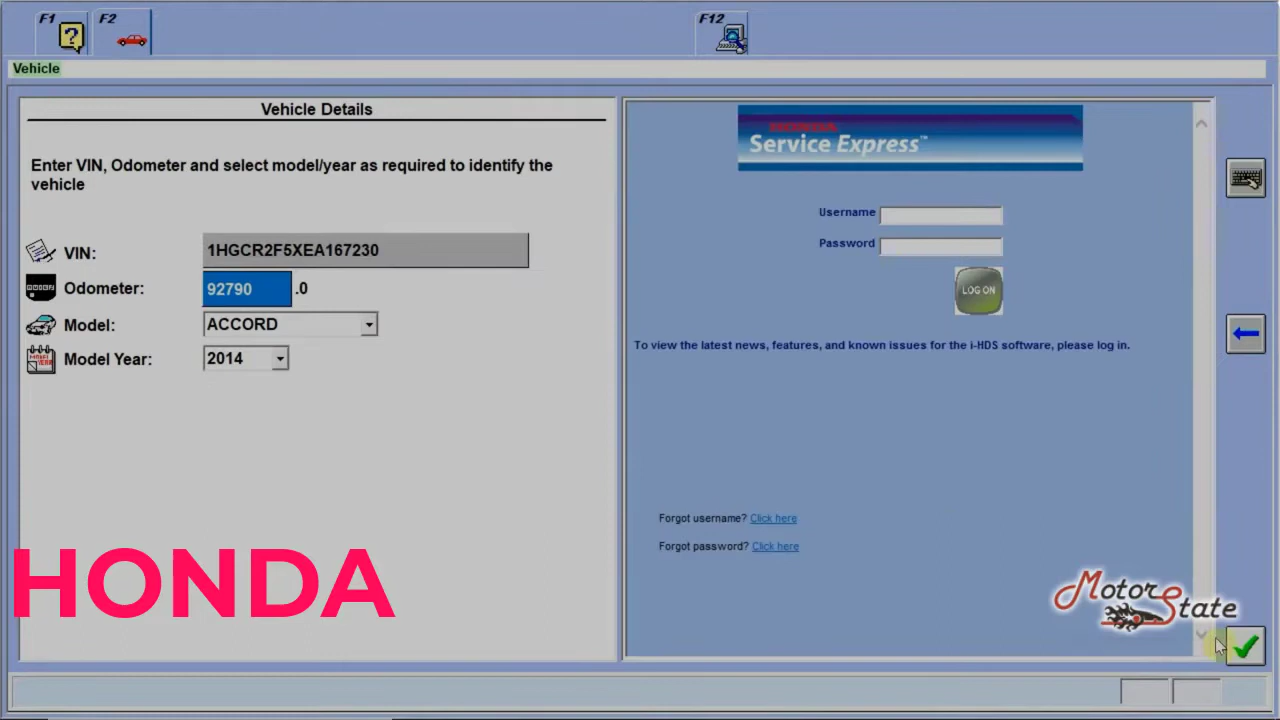 F1
F2
F12
Vehicle
Vehicle Details
Enter VIN, Odometer and select model/year as required to identify the
vehicle
VIN: 1HGCR2F5XEA167230
Odometer: 92790 .0
Model: ACCORD
Model Year: 2014
HONDA
Service Express™
Username
Password
LOG ON
To view the latest news, features, and known issues for the i-HDS software, please log in.
Forgot username? Click here
Forgot password? Click here
HONDA
Motor State